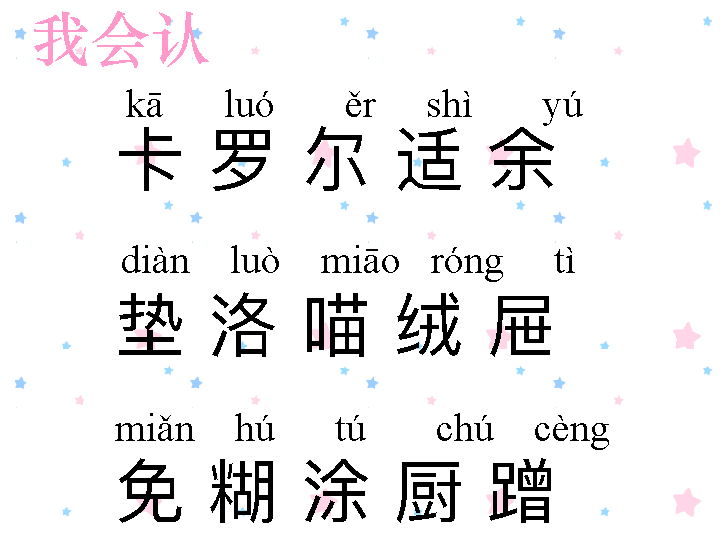 我会认
kā luó ěr shì yú
卡罗尔适余
diàn luò miāo róng tì
垫洛喵绒屉
miǎn hú tú chú cèng
免糊涂厨蹭